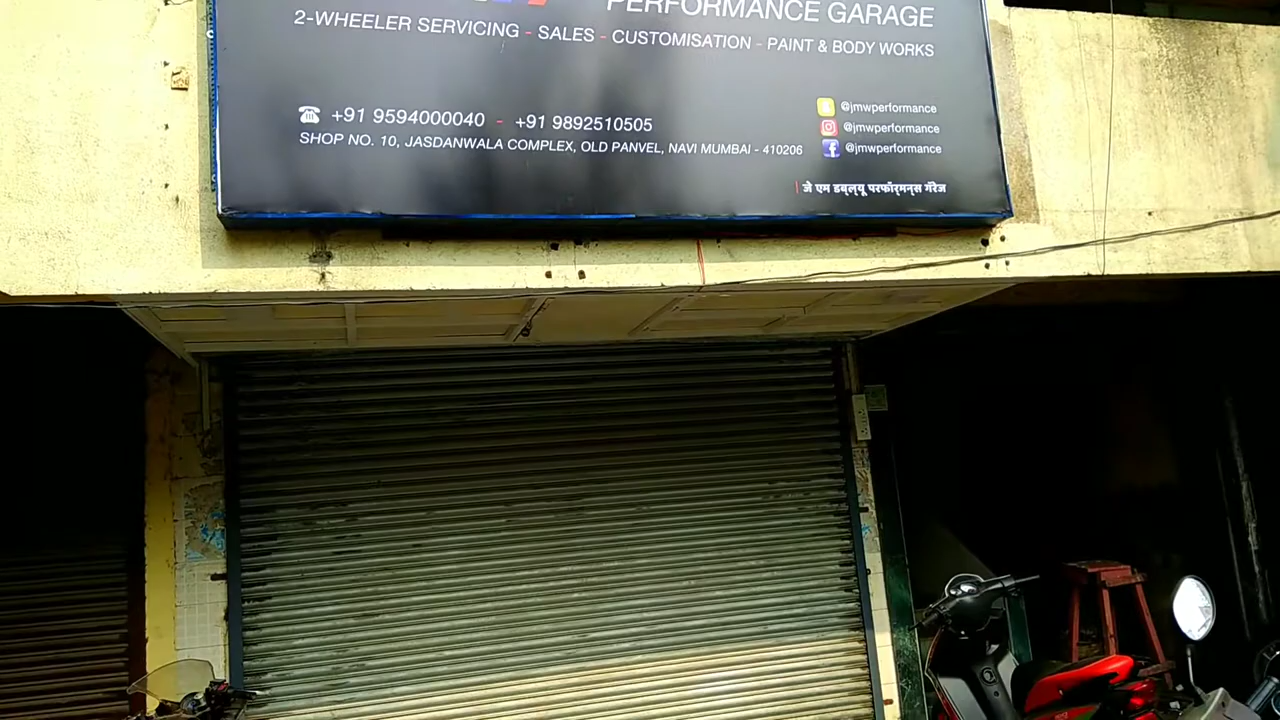 PERFORMANCE GARAGE
2-WHEELER SERVICING - SALES - CUSTOMISATION - PAINT & BODY WORKS
+91 9594000040 - +91 9892510505
SHOP NO. 10, JASDANWALA COMPLEX, OLD PANVEL, NAVI MUMBAI - 410206
@jmwperformance
@jmwperformance
@jmwperformance
जे एम डब्ल्यू परफॉर्मन्स गॅरेज